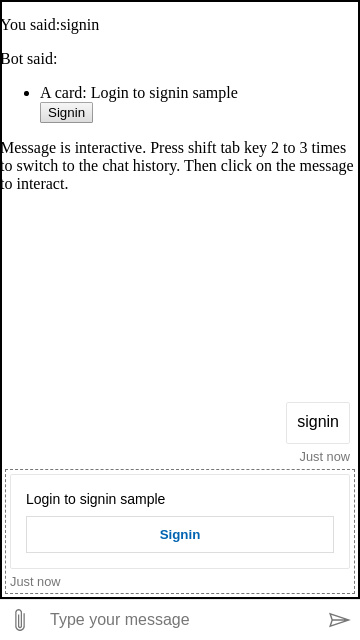 You said:signin
Bot said:
A card: Login to signin sample
Signin
Message is interactive. Press shift tab key 2 to 3 times
to switch to the chat history. Then click on the message
to interact.
signin
Just now
Login to signin sample
Signin
Just now
Type your message